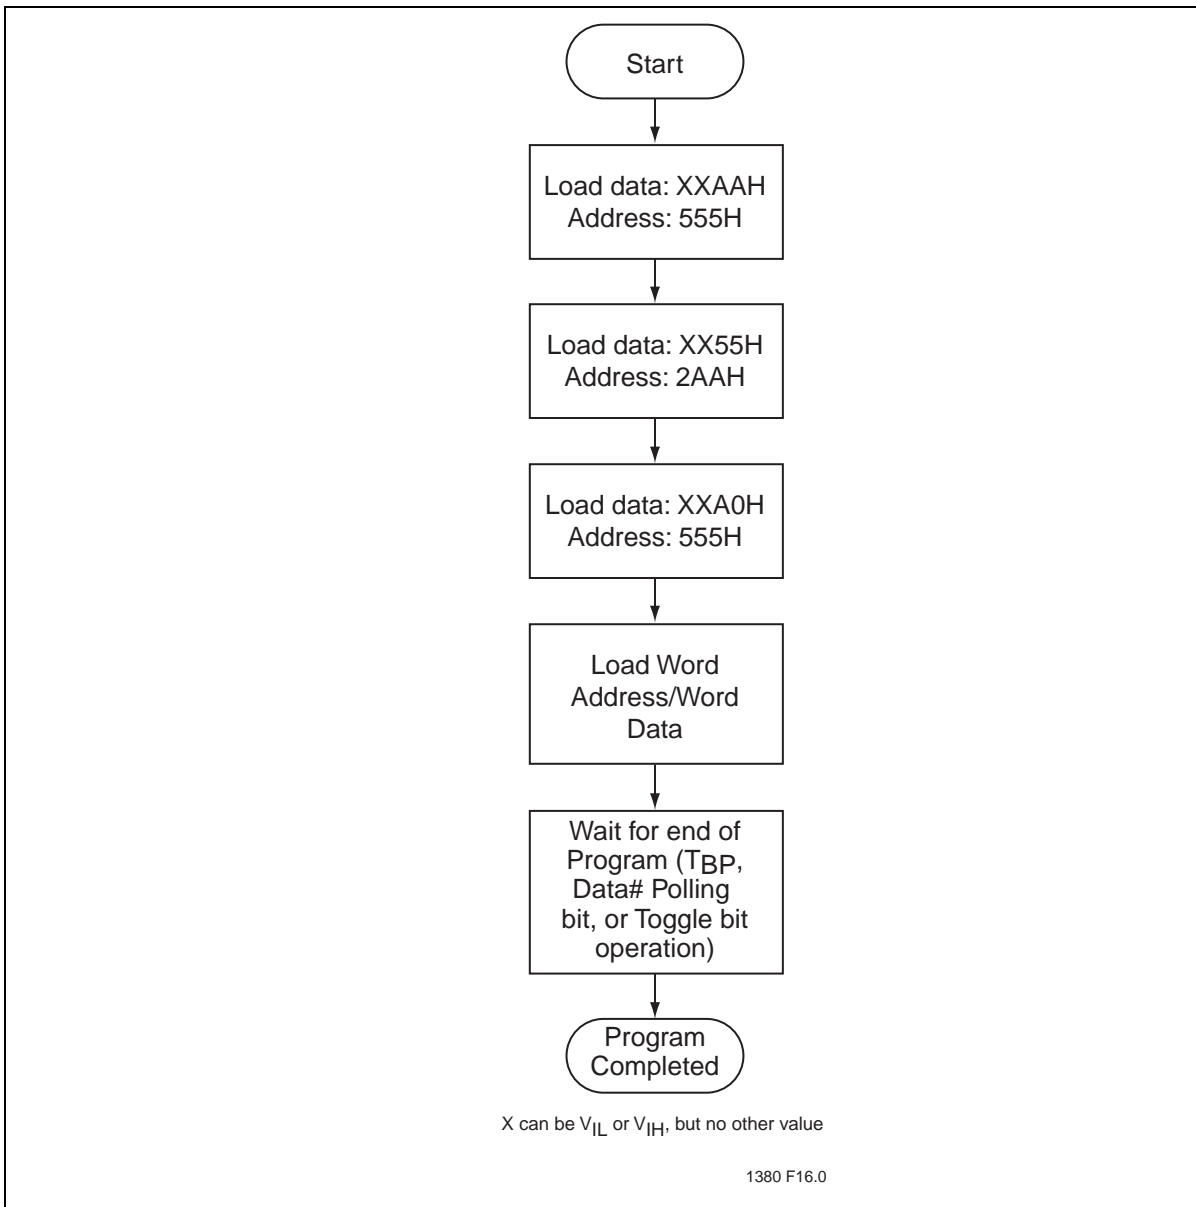 Start
Load data: XXAAH
Address: 555H
Load data: XX55H
Address: 2AAH
Load data: XXA0H
Address: 555H
Load Word
Address/Word
Data
Wait for end of
Program (TBP,
Data# Polling
bit, or Toggle bit
operation)
Program
Completed
X can be VIL or VIH, but no other value
1380 F16.0